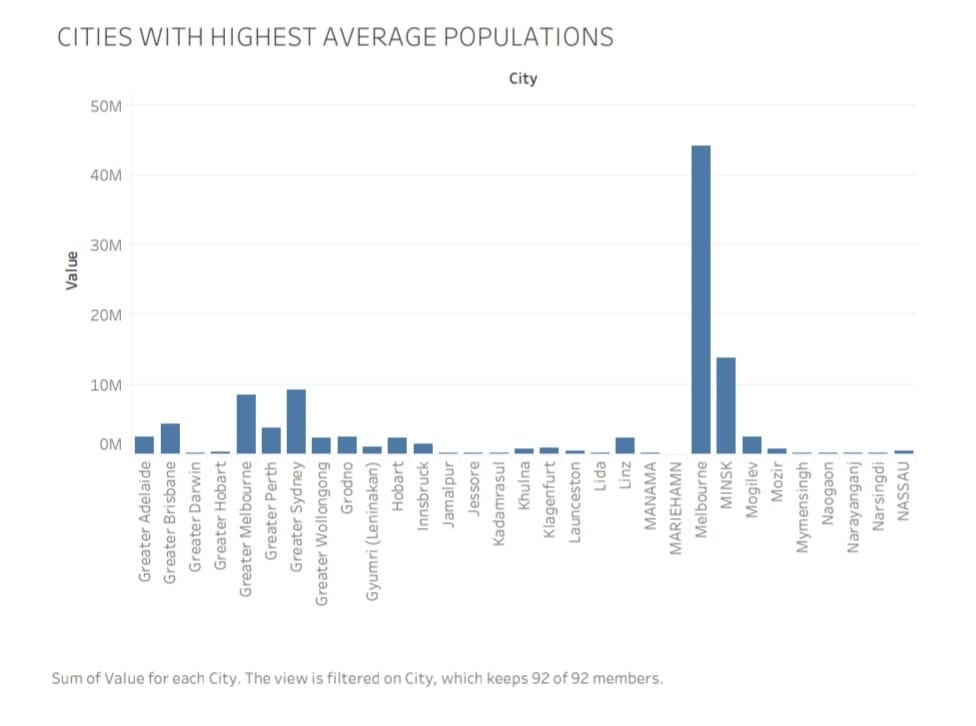 CITIES WITH HIGHEST AVERAGE POPULATIONS
City
50M
40M
30M
20M
10M
0M
Value
Greater Adelaide
Greater Brisbane
Greater Darwin
Greater Hobart
Greater Melbourne
Greater Perth
Greater Sydney
Greater Wollongong
Grodno
Gyumri (Leninakan)
Hobart
Innsbruck
Jamalpur
Jessore
Kadamrasul
Khulna
Klagenfurt
Launceston
Lida
Linz
MANAMA
MARIEHAMN
Melbourne
MINSK
Mogilev
Mozir
Mymensingh
Naogaon
Narayanganj
Narsingdi
NASSAU
Sum of Value for each City. The view is filtered on City, which keeps 92 of 92 members.